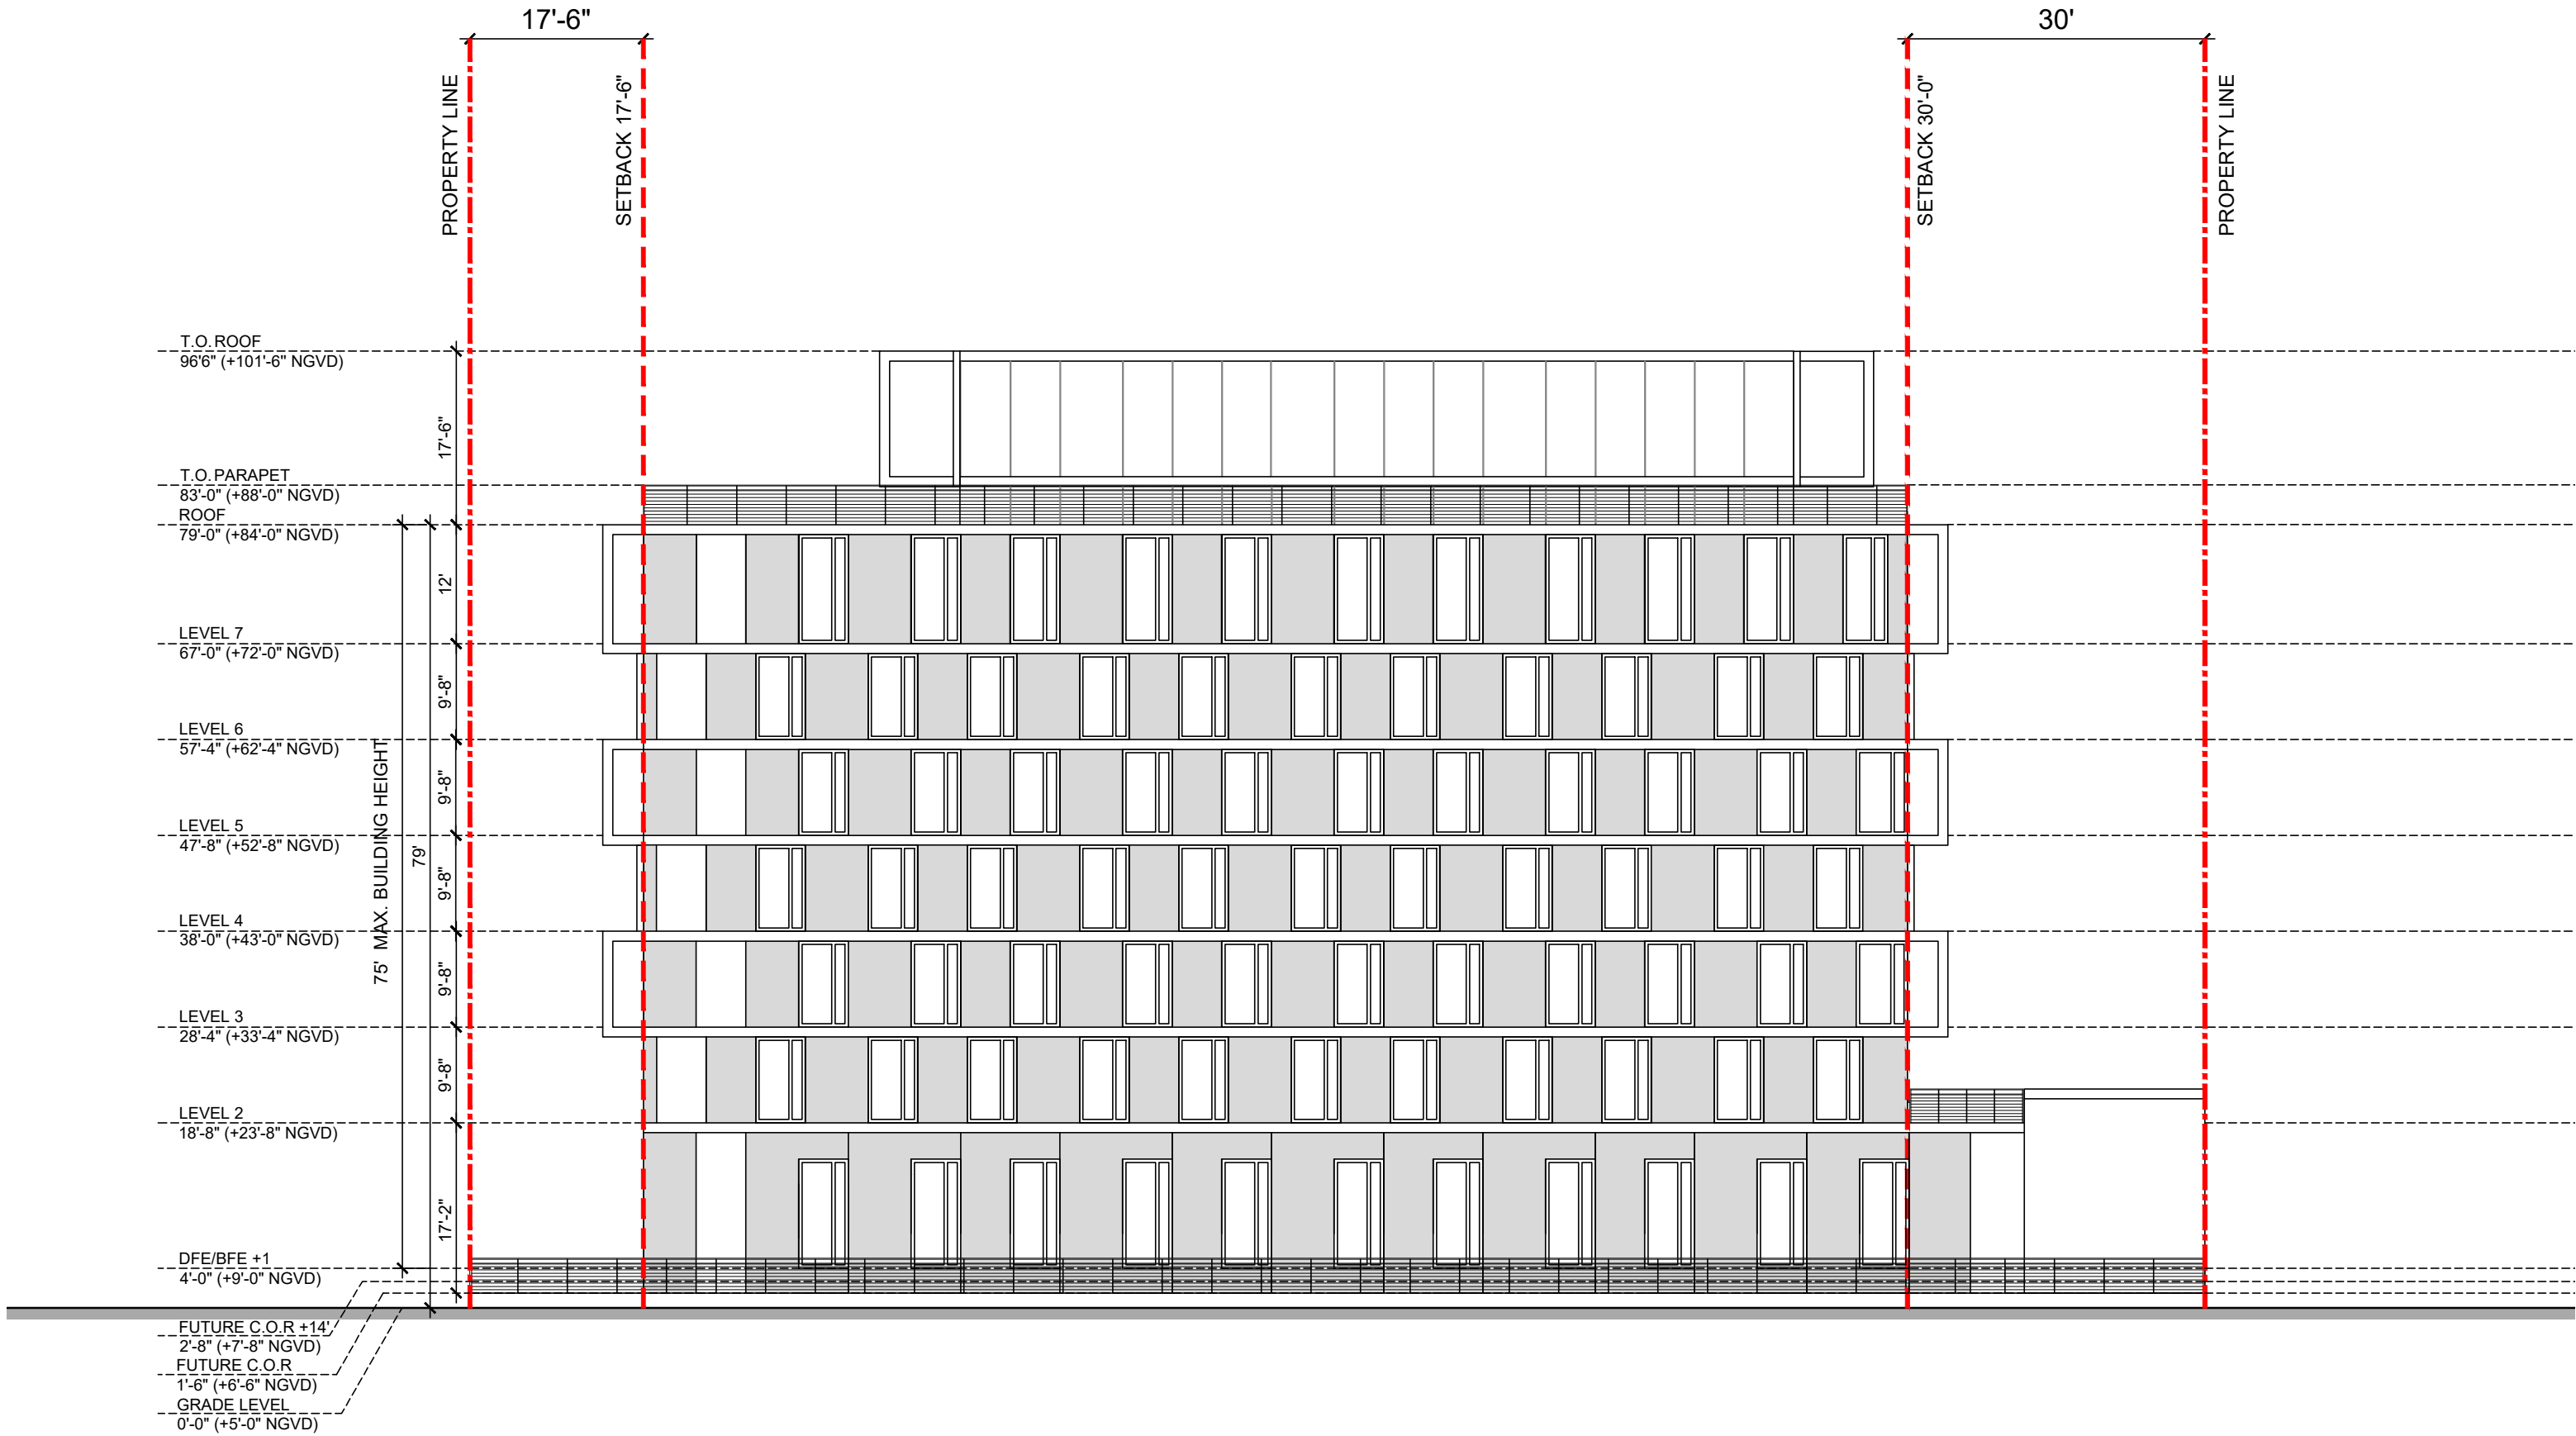 17'-6"
30'
PROPERTY LINE
SETBACK 17'-6"
SETBACK 30'-0"
PROPERTY LINE
T.O. ROOF
96'6" (+101'-6" NGVD)
17'-6"
T.O. PARAPET
83'-0" (+88'-0" NGVD)
ROOF
79'-0" (+84'-0" NGVD)
12'
LEVEL 7
67'-0" (+72'-0" NGVD)
9'-8"
LEVEL 6
57'-4" (+62'-4" NGVD)
9'-8"
75' MAX. BUILDING HEIGHT
79'
LEVEL 5
47'-8" (+52'-8" NGVD)
9'-8"
LEVEL 4
38'-0" (+43'-0" NGVD)
9'-8"
LEVEL 3
28'-4" (+33'-4" NGVD)
9'-8"
LEVEL 2
18'-8" (+23'-8" NGVD)
17'-2"
DFE/BFE +1
4'-0" (+9'-0" NGVD)
FUTURE C.O.R +14'
2'-8" (+7'-8" NGVD)
FUTURE C.O.R
1'-6" (+6'-6" NGVD)
GRADE LEVEL
0'-0" (+5'-0" NGVD)